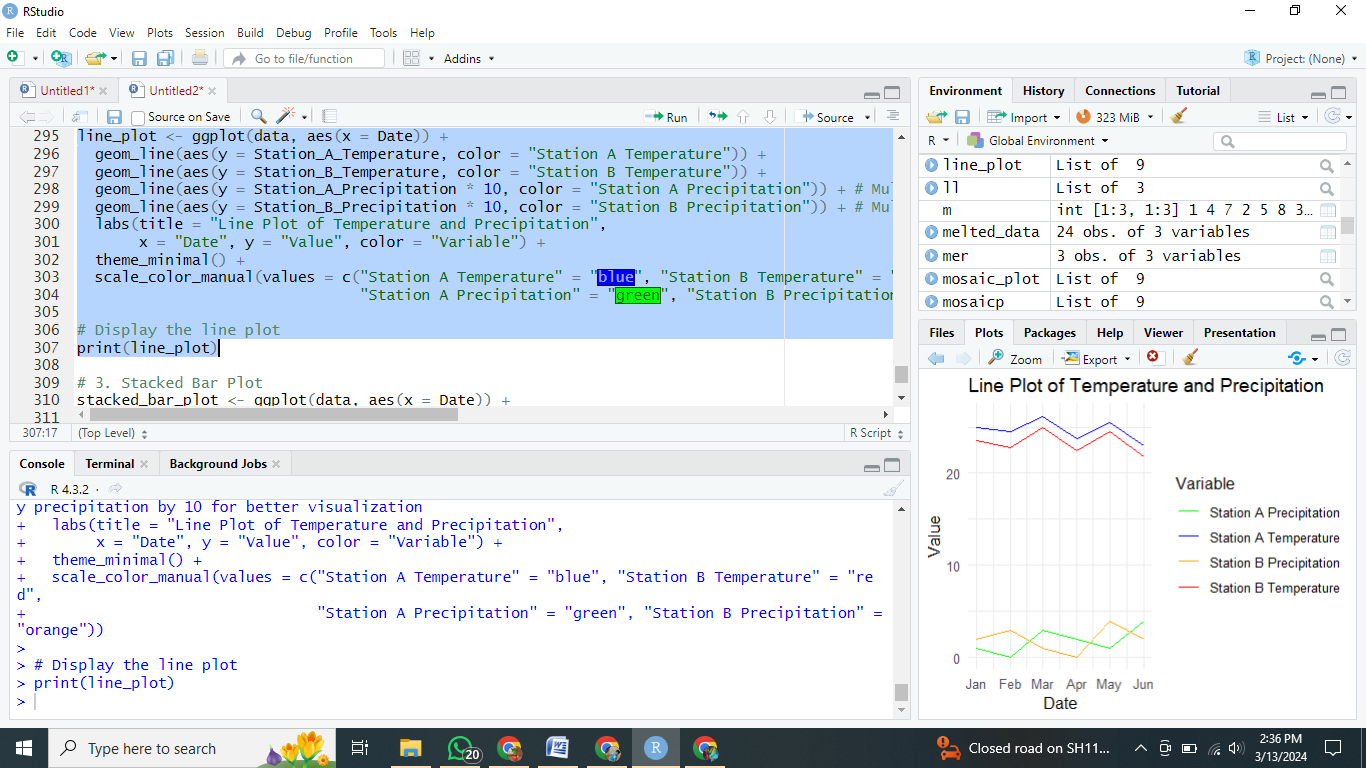 RStudio
File Edit Code View Plots Session Build Debug Profile Tools Help
Go to file/function Addins Project: (None)
Untitled1* Untitled2*
Source on Save Run Source
295 line_plot <- ggplot(data, aes(x = Date)) +
296 geom_line(aes(y = Station_A_Temperature, color = "Station A Temperature")) +
297 geom_line(aes(y = Station_B_Temperature, color = "Station B Temperature")) +
298 geom_line(aes(y = Station_A_Precipitation * 10, color = "Station A Precipitation")) + # Mul
299 geom_line(aes(y = Station_B_Precipitation * 10, color = "Station B Precipitation")) + # Mul
300 labs(title = "Line Plot of Temperature and Precipitation",
301 x = "Date", y = "Value", color = "Variable") +
302 theme_minimal() +
303 scale_color_manual(values = c("Station A Temperature" = "blue", "Station B Temperature" = "
304 "Station A Precipitation" = "green", "Station B Precipitation
305
306 # Display the line plot
307 print(line_plot)
308
309 # 3. Stacked Bar Plot
310 stacked_bar_plot <- ggplot(data, aes(x = Date)) +
311
307:17 (Top Level) R Script
Console Terminal Background Jobs
R 4.3.2 ·
y precipitation by 10 for better visualization
+ labs(title = "Line Plot of Temperature and Precipitation",
+ x = "Date", y = "Value", color = "Variable") +
+ theme_minimal() +
+ scale_color_manual(values = c("Station A Temperature" = "blue", "Station B Temperature" = "re
d",
+ "Station A Precipitation" = "green", "Station B Precipitation" =
"orange"))
>
> # Display the line plot
> print(line_plot)
>
Environment History Connections Tutorial
Import 323 MiB List
R Global Environment
line_plot List of 9
ll List of 3
m int [1:3, 1:3] 1 4 7 2 5 8 3…
melted_data 24 obs. of 3 variables
mer 3 obs. of 3 variables
mosaic_plot List of 9
mosaicp List of 9
Files Plots Packages Help Viewer Presentation
Zoom Export
Line Plot of Temperature and Precipitation
20
10
0
Value
Jan Feb Mar Apr May Jun
Date
Variable
Station A Precipitation
Station A Temperature
Station B Precipitation
Station B Temperature
Type here to search
20
Closed road on SH11...
2:36 PM
3/13/2024